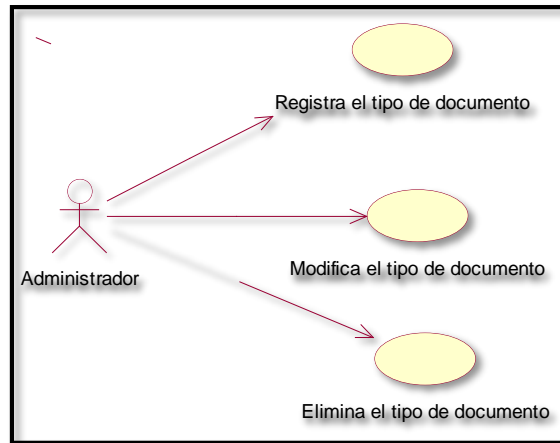 Registra el tipo de documento
Modifica el tipo de documento
Administrador
Elimina el tipo de documento